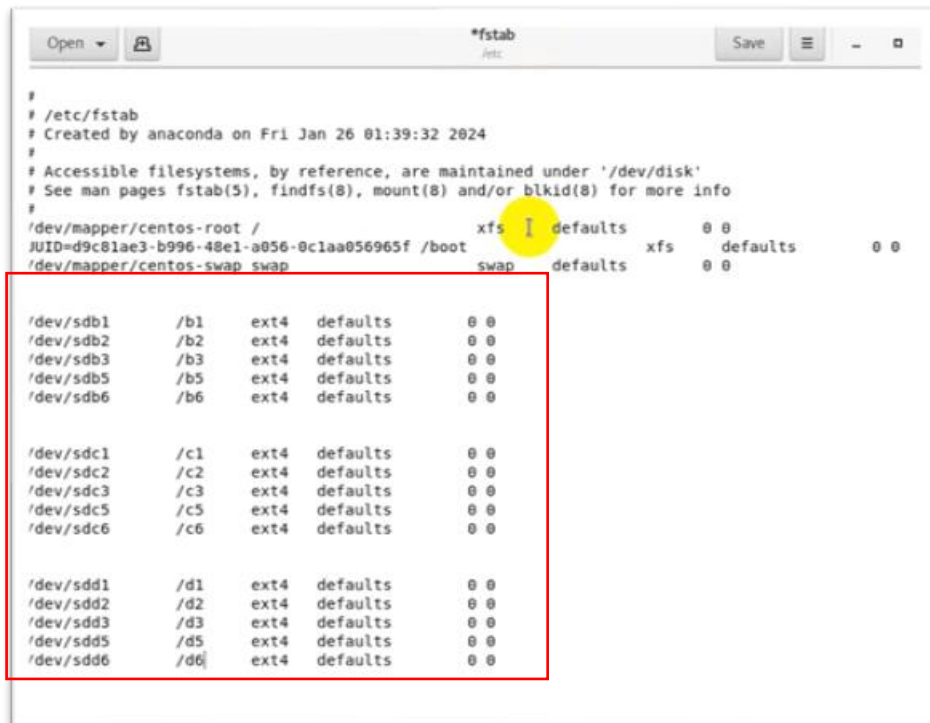 Open
*fstab
/etc
Save
#
# /etc/fstab
# Created by anaconda on Fri Jan 26 01:39:32 2024
#
# Accessible filesystems, by reference, are maintained under '/dev/disk'
# See man pages fstab(5), findfs(8), mount(8) and/or blkid(8) for more info
#
/dev/mapper/centos-root / xfs defaults 0 0
UUID=d9c81ae3-b996-48e1-a056-0c1aa056965f /boot xfs defaults 0 0
/dev/mapper/centos-swap swap swap defaults 0 0
/dev/sdb1 /b1 ext4 defaults 0 0
/dev/sdb2 /b2 ext4 defaults 0 0
/dev/sdb3 /b3 ext4 defaults 0 0
/dev/sdb5 /b5 ext4 defaults 0 0
/dev/sdb6 /b6 ext4 defaults 0 0
/dev/sdc1 /c1 ext4 defaults 0 0
/dev/sdc2 /c2 ext4 defaults 0 0
/dev/sdc3 /c3 ext4 defaults 0 0
/dev/sdc5 /c5 ext4 defaults 0 0
/dev/sdc6 /c6 ext4 defaults 0 0
/dev/sdd1 /d1 ext4 defaults 0 0
/dev/sdd2 /d2 ext4 defaults 0 0
/dev/sdd3 /d3 ext4 defaults 0 0
/dev/sdd5 /d5 ext4 defaults 0 0
/dev/sdd6 /d6 ext4 defaults 0 0